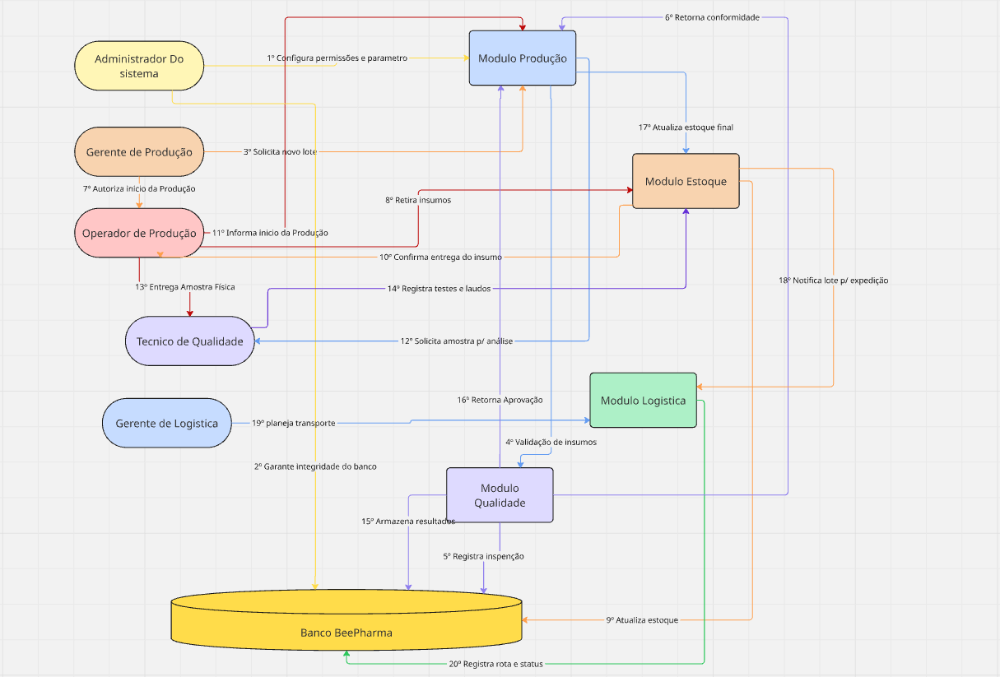 6º Retorna conformidade
Administrador Do
sistema
1º Configura permissões e parametro
Modulo Produção
17º Atualiza estoque final
Gerente de Produção
3º Solicita novo lote
Modulo Estoque
7º Autoriza inicio da Produção
8º Retira insumos
Operador de Produção
11º Informa inicio da Produção
10º Confirma entrega do insumo
18º Notifica lote p/ expedição
13º Entrega Amostra Física
14º Registra testes e laudos
Tecnico de Qualidade
12º Solicita amostra p/ análise
16º Retorna Aprovação
Modulo Logistica
Gerente de Logistica
19º planeja transporte
4º Validação de insumos
2º Garante integridade do banco
Modulo
Qualidade
15º Armazena resultados
5º Registra inspenção
9º Atualiza estoque
Banco BeePharma
20º Registra rota e status